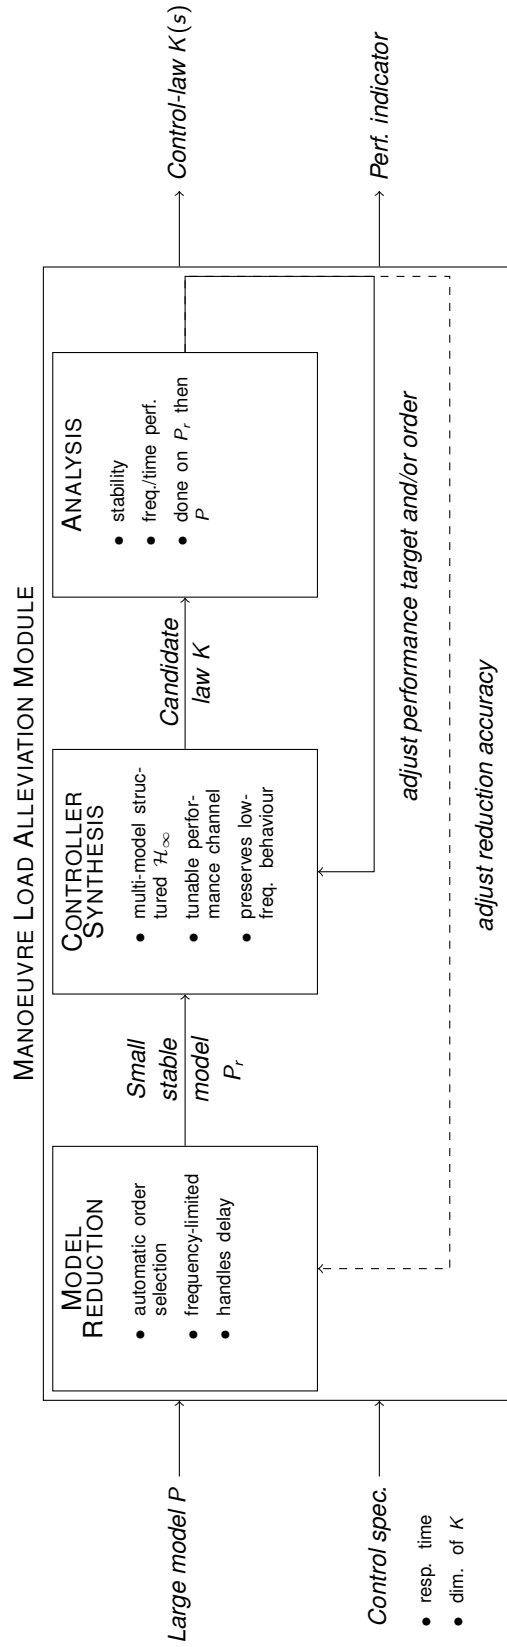 MANOEUVRE LOAD ALLEVIATION MODULE
Large model P
Control spec.
• resp. time
• dim. of K
MODEL
REDUCTION
• automatic order
selection
• frequency-limited
• handles delay
Small
stable
model
P_r
CONTROLLER
SYNTHESIS
• multi-model struc-
tured ℋ∞
• tunable perfor-
mance channel
• preserves low-
freq. behaviour
Candidate
law K
ANALYSIS
• stability
• freq./time perf.
• done on P_r then
P
Control-law K(s)
Perf. indicator
adjust performance target and/or order
adjust reduction accuracy